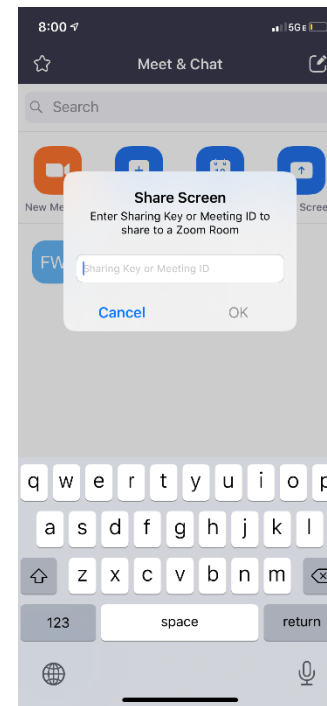 8:00
5G E
Meet & Chat
Search
New Me
Scree
Share Screen
Enter Sharing Key or Meeting ID to
share to a Zoom Room
Sharing Key or Meeting ID
Cancel OK
FW
q w e r t y u i o p
a s d f g h j k l
z x c v b n m
123 space return